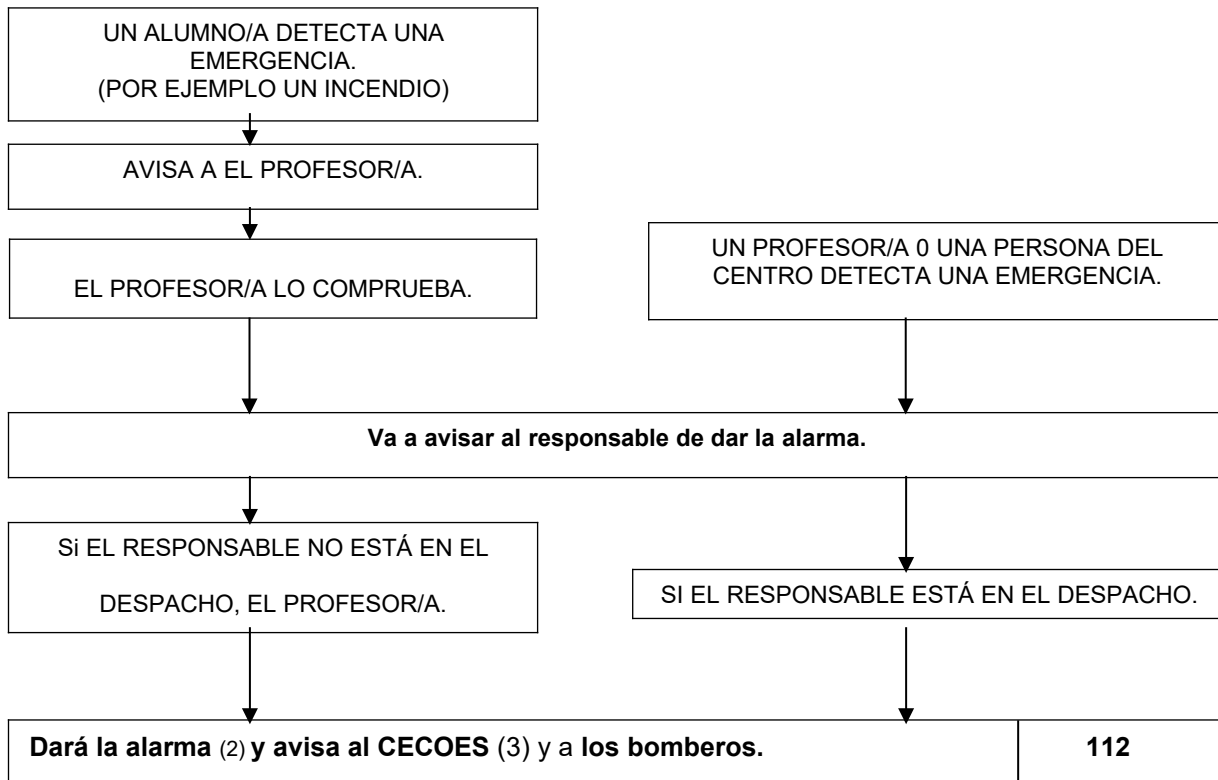 UN ALUMNO/A DETECTA UNA
EMERGENCIA.
(POR EJEMPLO UN INCENDIO)
AVISA A EL PROFESOR/A.
EL PROFESOR/A LO COMPRUEBA.
UN PROFESOR/A 0 UNA PERSONA DEL
CENTRO DETECTA UNA EMERGENCIA.
Va a avisar al responsable de dar la alarma.
Si EL RESPONSABLE NO ESTÁ EN EL
DESPACHO, EL PROFESOR/A.
SI EL RESPONSABLE ESTÁ EN EL DESPACHO.
Dará la alarma (2) y avisa al CECOES (3) y a los bomberos.
112